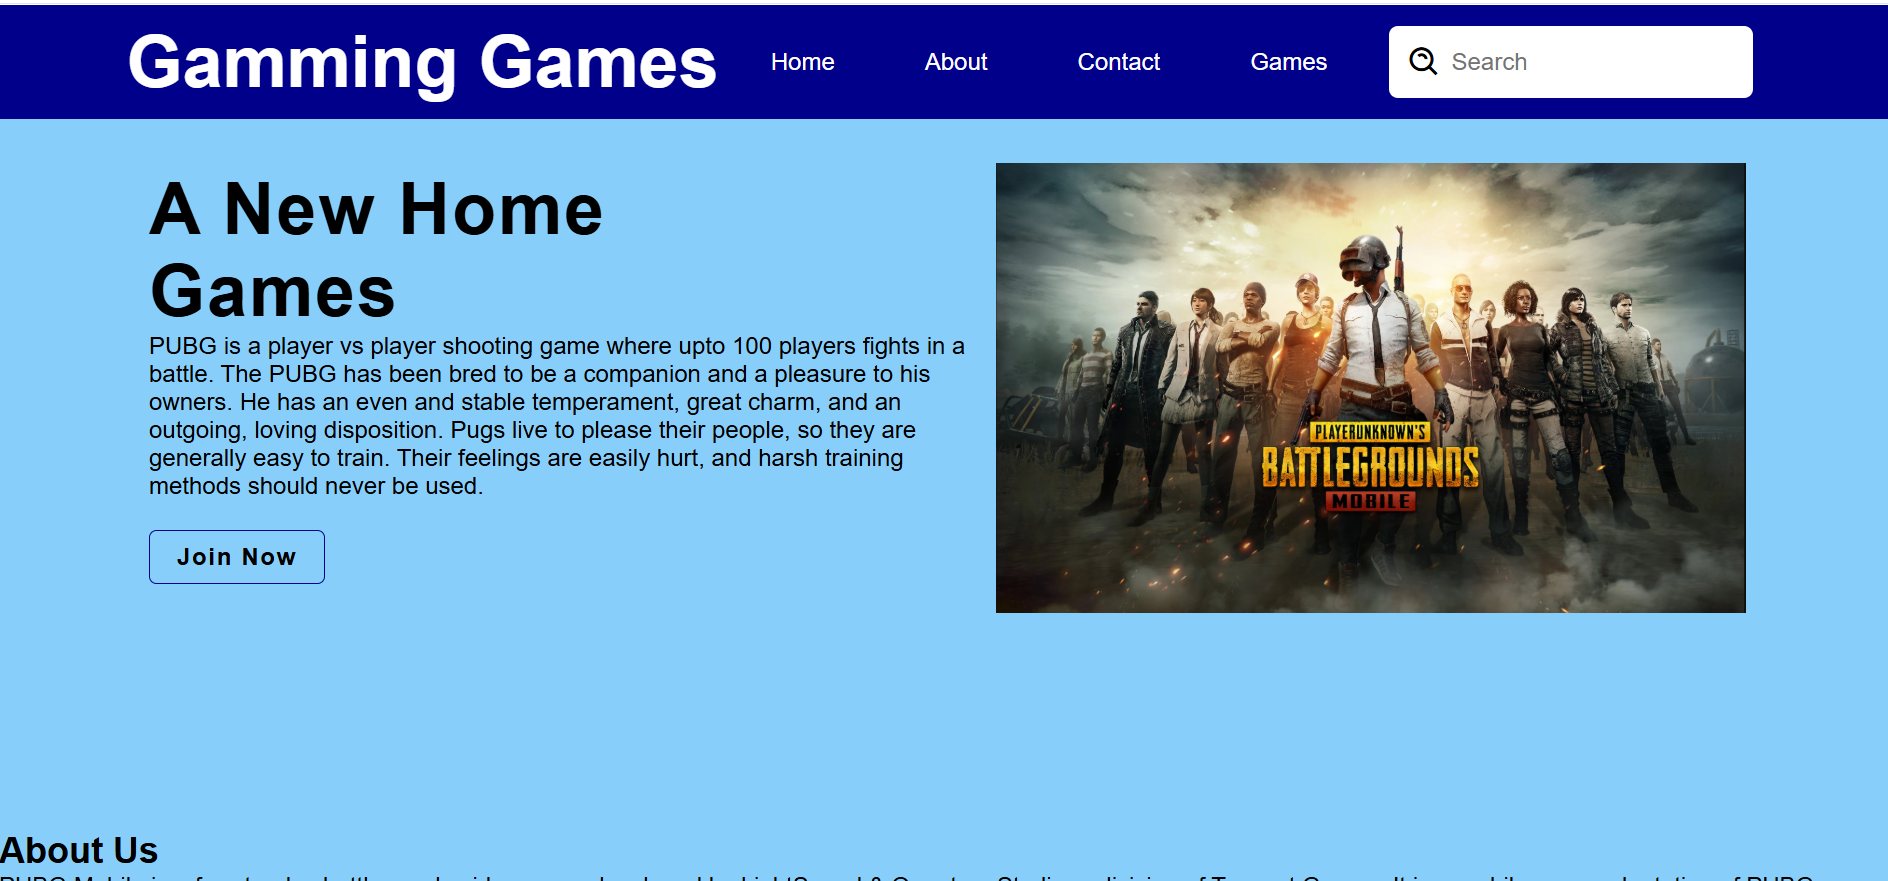 Gamming Games
Home
About
Contact
Games
Search
A New Home
Games
PUBG is a player vs player shooting game where upto 100 players fights in a
battle. The PUBG has been bred to be a companion and a pleasure to his
owners. He has an even and stable temperament, great charm, and an
outgoing, loving disposition. Pugs live to please their people, so they are
generally easy to train. Their feelings are easily hurt, and harsh training
methods should never be used.
Join Now
PLAYERUNKNOWN'S
BATTLEGROUNDS
MOBILE
About Us